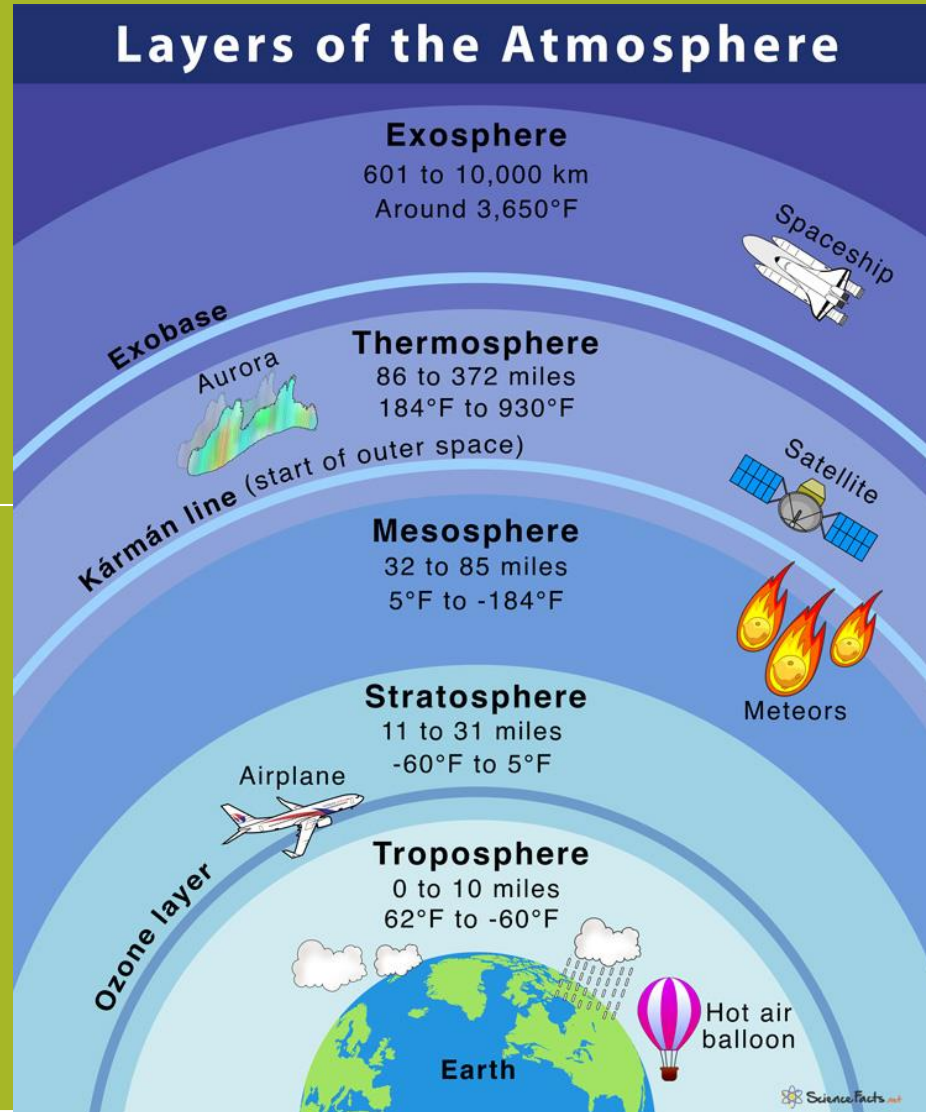 Layers of the Atmosphere
Exosphere
601 to 10,000 km
Around 3,650°F
Spaceship
Exobase
Thermosphere
86 to 372 miles
184°F to 930°F
Aurora
Kármán line (start of outer space)
Satellite
Mesosphere
32 to 85 miles
5°F to -184°F
Meteors
Stratosphere
11 to 31 miles
-60°F to 5°F
Airplane
Ozone layer
Troposphere
0 to 10 miles
62°F to -60°F
Hot air
balloon
Earth
Science Facts.net